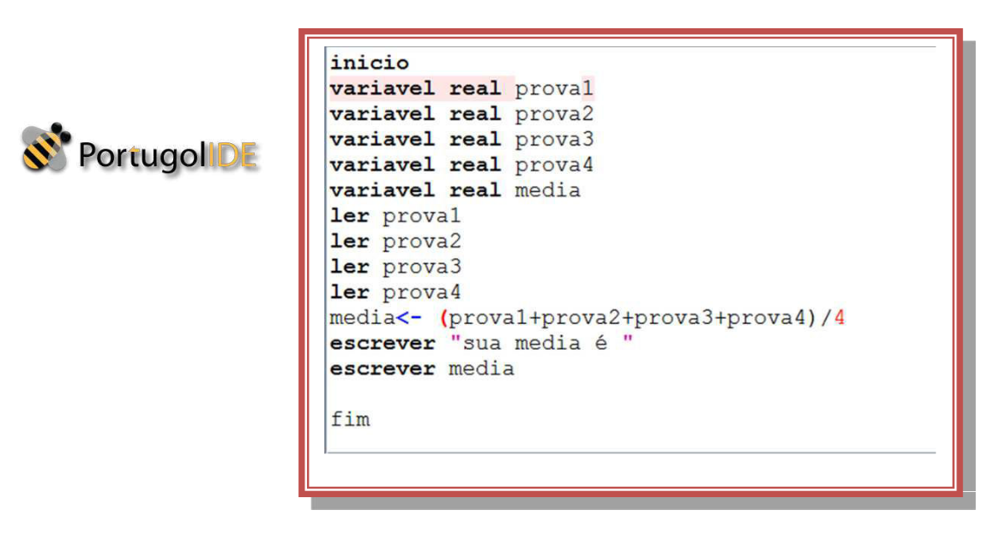 PortugolIDE
inicio
variavel real prova1
variavel real prova2
variavel real prova3
variavel real prova4
variavel real media
ler prova1
ler prova2
ler prova3
ler prova4
media<- (prova1+prova2+prova3+prova4)/4
escrever "sua media é "
escrever media
fim